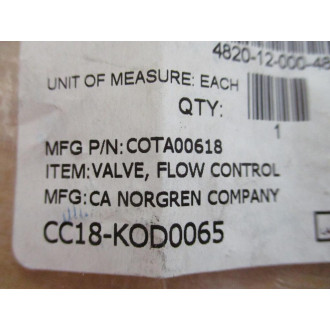 4820-12-000-48
UNIT OF MEASURE: EACH
QTY:
1
MFG P/N: COTA00618
ITEM: VALVE, FLOW CONTROL
MFG: CA NORGREN COMPANY
CC18-KOD0065